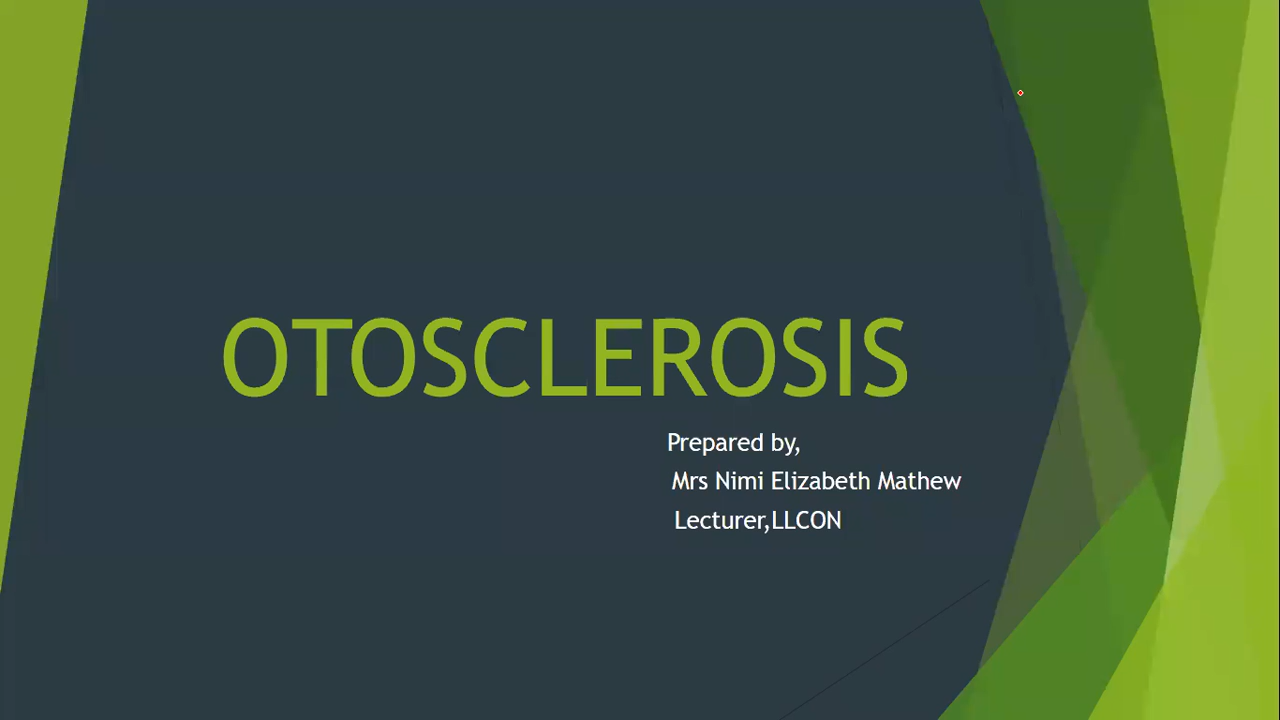 OTOSCLEROSIS
Prepared by,
Mrs Nimi Elizabeth Mathew
Lecturer,LLCON